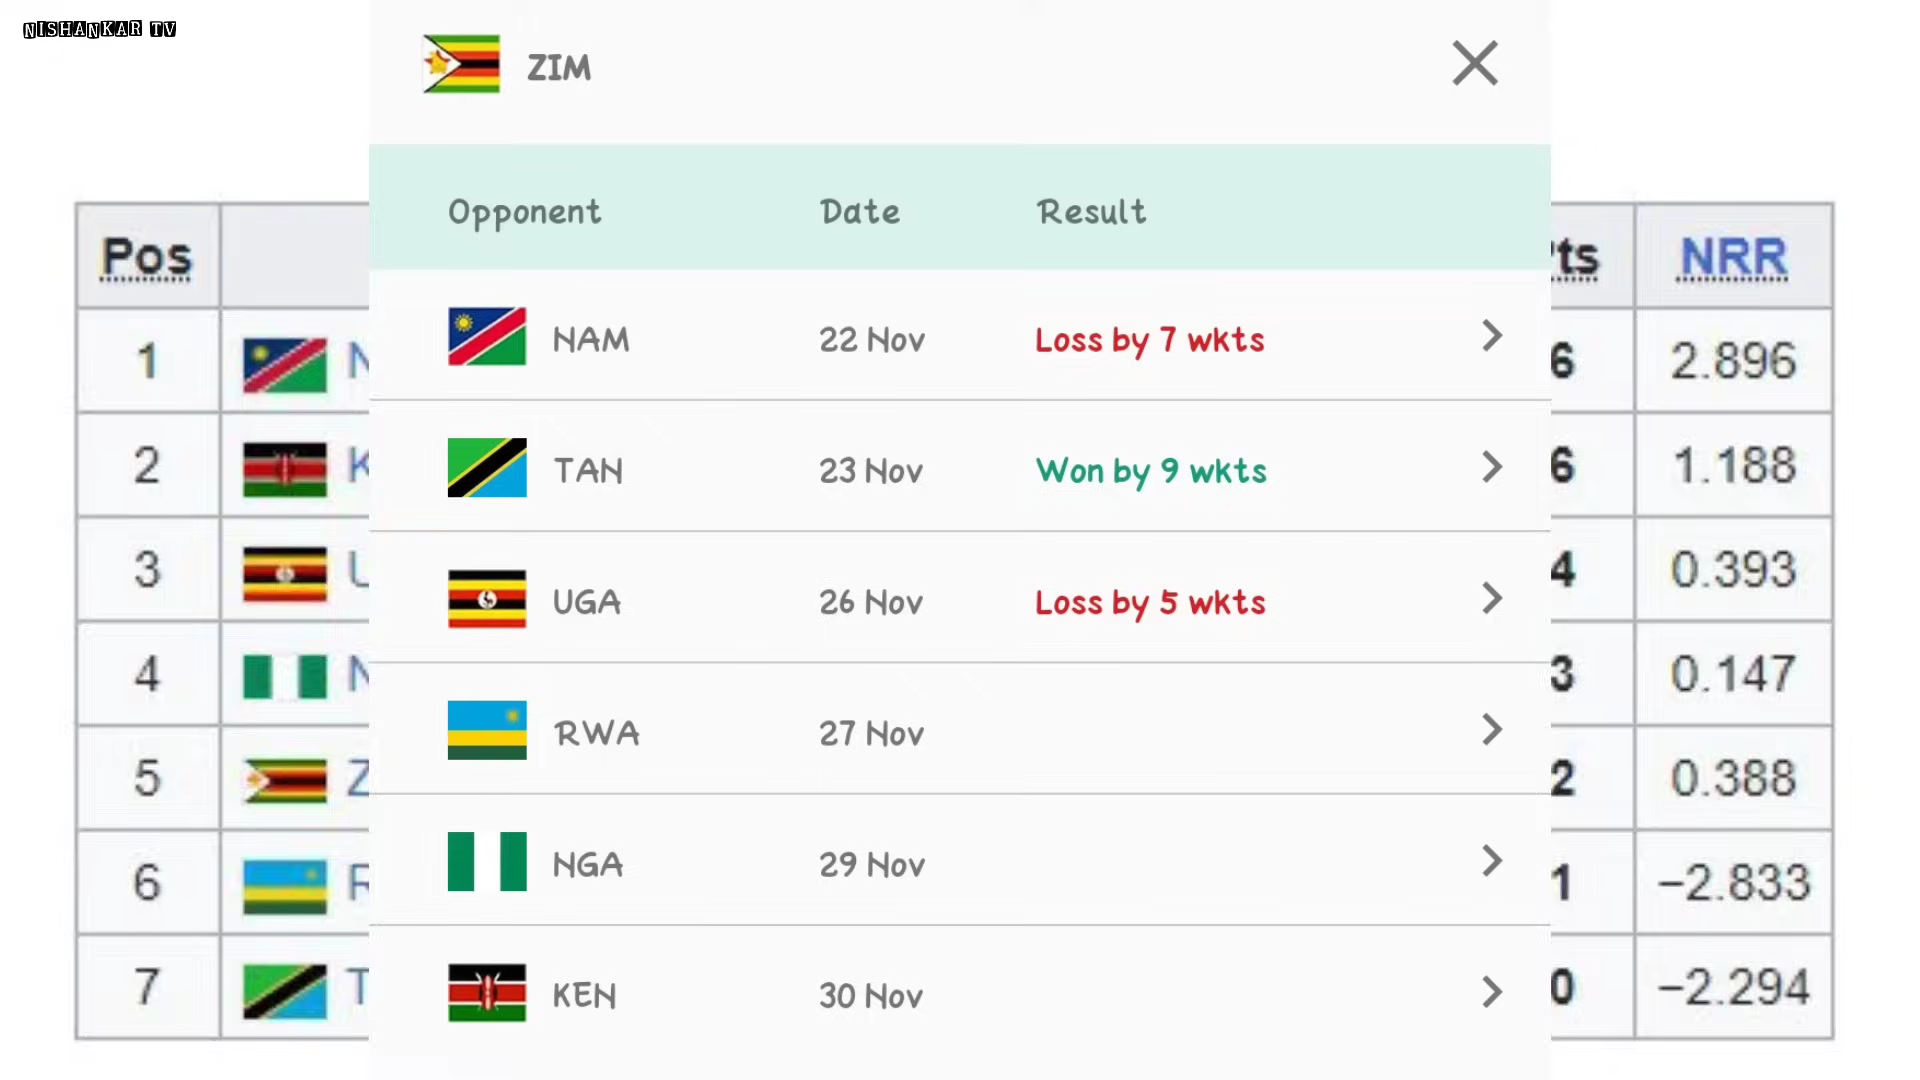 NISHANKAR TV
ZIM
Opponent Date Result
Pos ts NRR
NAM 22 Nov Loss by 7 wkts
1 N 6 2.896
TAN 23 Nov Won by 9 wkts
2 K 6 1.188
UGA 26 Nov Loss by 5 wkts
3 U 4 0.393
4 N 3 0.147
RWA 27 Nov
5 Z 2 0.388
NGA 29 Nov
6 R 1 −2.833
KEN 30 Nov
7 T 0 −2.294